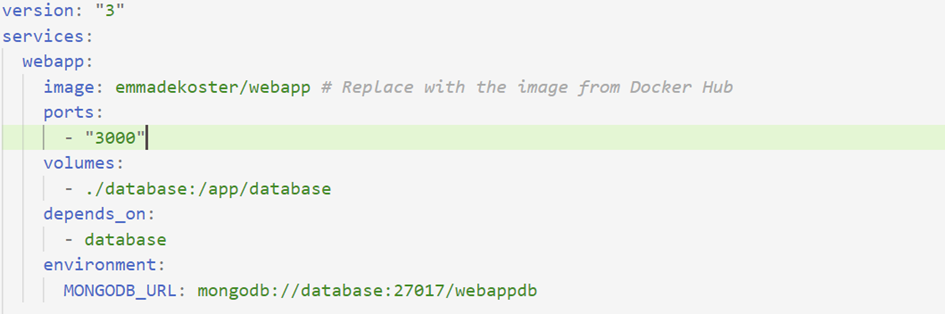 version: "3"
services:
  webapp:
    image: emmadekoster/webapp # Replace with the image from Docker Hub
    ports:
      - "3000"
    volumes:
      - ./database:/app/database
    depends_on:
      - database
    environment:
      MONGODB_URL: mongodb://database:27017/webappdb